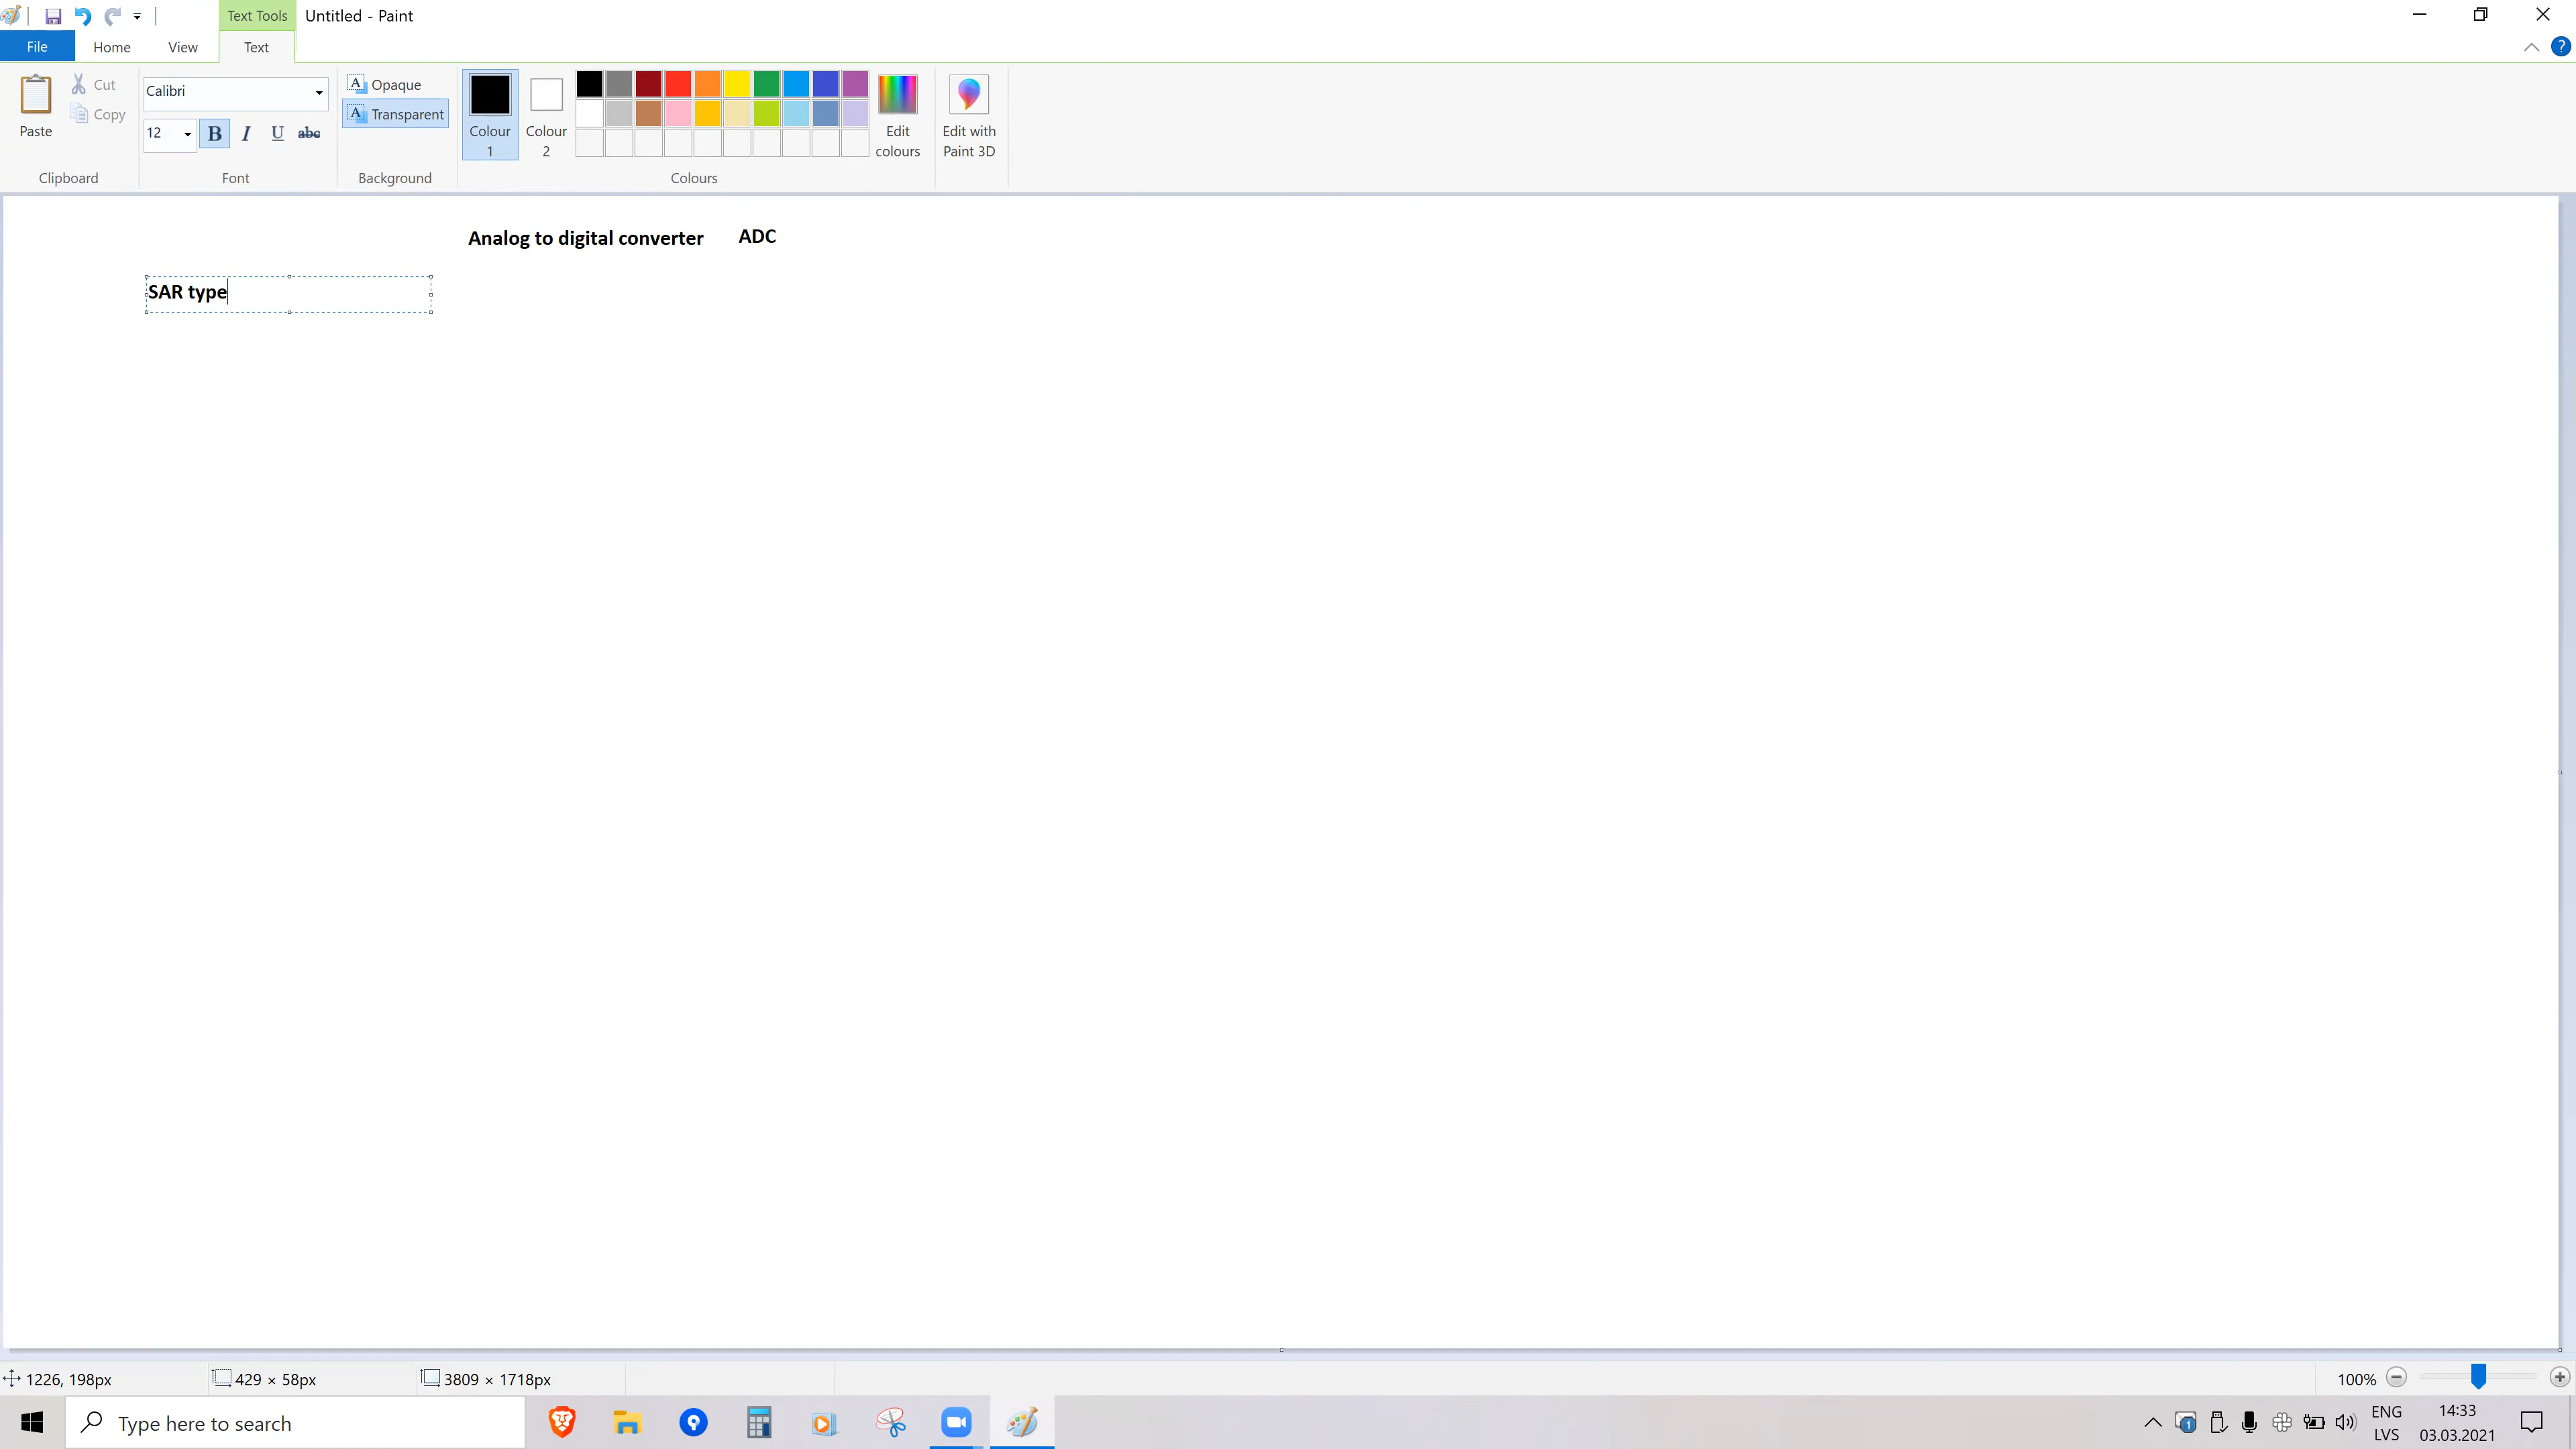 Text Tools
Untitled - Paint
File
Home
View
Text
Paste
Cut
Copy
Clipboard
Calibri
12
B
I
U
abc
Font
Opaque
Transparent
Background
Colour
1
Colour
2
Colours
Edit
colours
Edit with
Paint 3D
Analog to digital converter
ADC
SAR type
1226, 198px
429 × 58px
3809 × 1718px
100%
Type here to search
ENG
LVS
14:33
03.03.2021